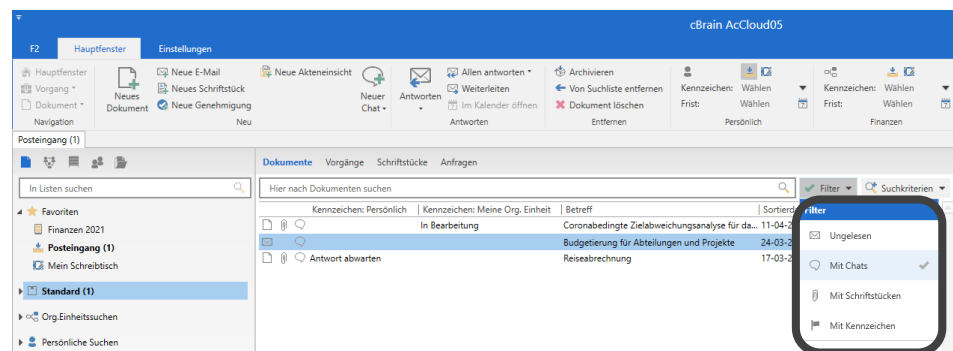 cBrain AcCloud05
F2 Hauptfenster Einstellungen
Hauptfenster
Vorgang
Dokument
Navigation
Neues Dokument
Neue E-Mail
Neues Schriftstück
Neue Genehmigung
Neue Akteneinsicht
Neuer Chat
Neu
Antworten
Allen antworten
Weiterleiten
Im Kalender öffnen
Antworten
Archivieren
Von Suchliste entfernen
Dokument löschen
Entfernen
Kennzeichen: Wählen
Frist: Wählen
Persönlich
Kennzeichen: Wählen
Frist: Wählen
Finanzen
Posteingang (1)
In Listen suchen
Favoriten
Finanzen 2021
Posteingang (1)
Mein Schreibtisch
Standard (1)
Org.Einheitssuchen
Persönliche Suchen
Dokumente Vorgänge Schriftstücke Anfragen
Hier nach Dokumenten suchen
Filter Suchkriterien
Kennzeichen: Persönlich Kennzeichen: Meine Org. Einheit Betreff Sortierd
In Bearbeitung Coronabedingte Zielabweichungsanalyse für da... 11-04-2
Budgetierung für Abteilungen und Projekte 24-03-2
Antwort abwarten Reiseabrechnung 17-03-2
Filter
Ungelesen
Mit Chats
Mit Schriftstücken
Mit Kennzeichen